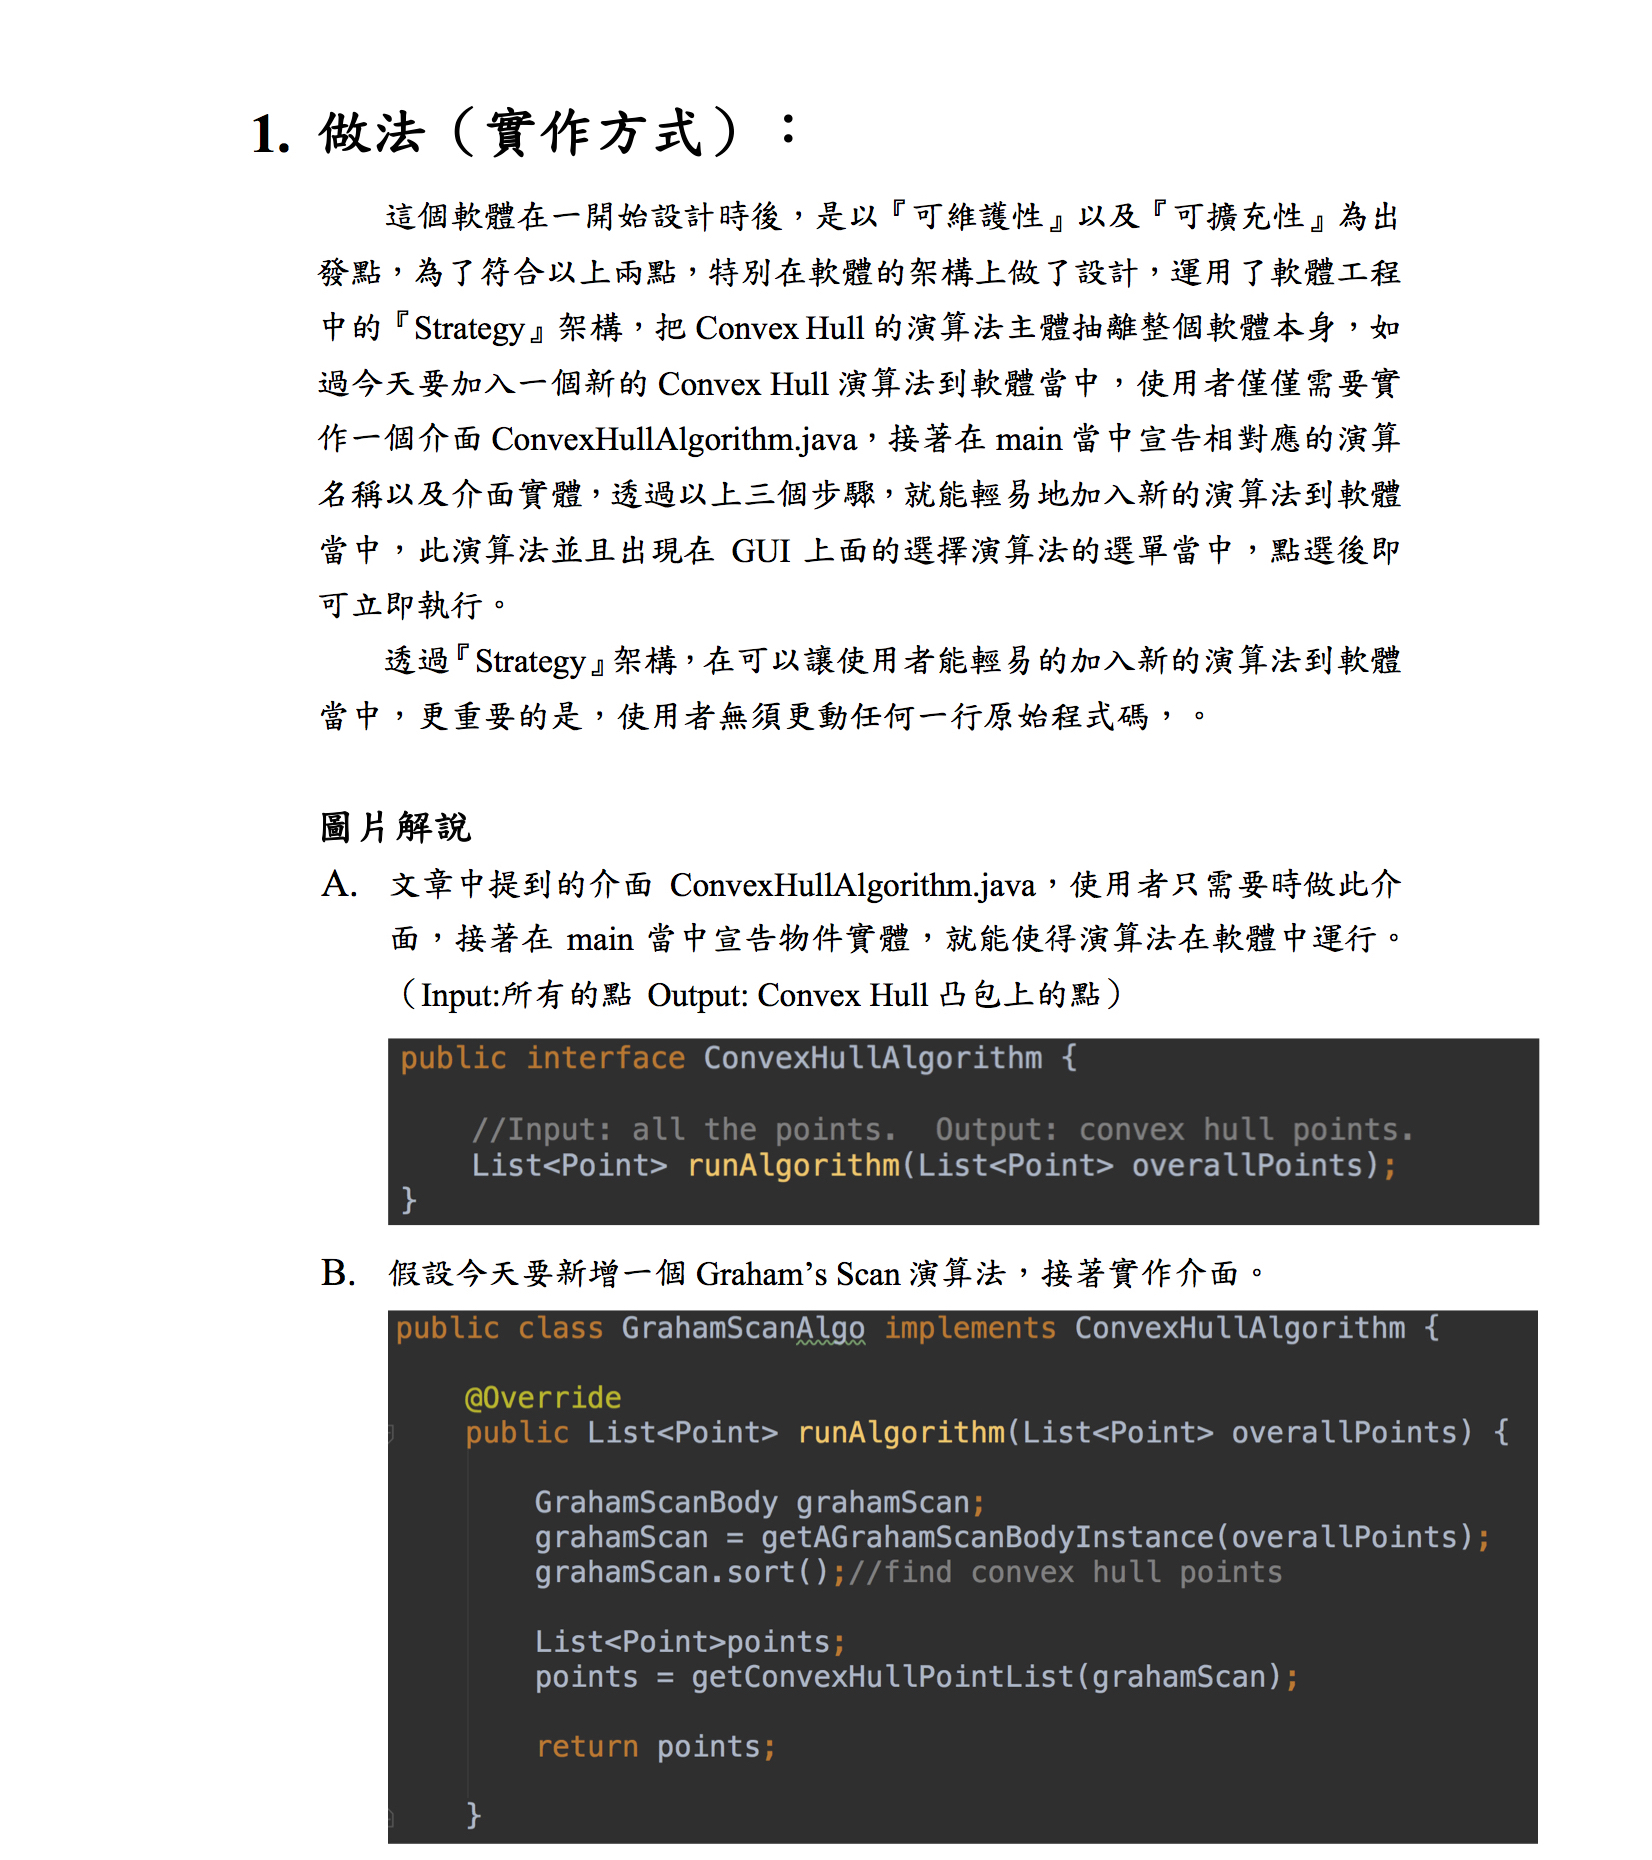 1. 做法（實作方式）：
這個軟體在一開始設計時後，是以『可維護性』以及『可擴充性』為出
發點，為了符合以上兩點，特別在軟體的架構上做了設計，運用了軟體工程
中的『Strategy』架構，把 Convex Hull 的演算法主體抽離整個軟體本身，如
過今天要加入一個新的 Convex Hull 演算法到軟體當中，使用者僅僅需要實
作一個介面 ConvexHullAlgorithm.java，接著在 main 當中宣告相對應的演算
名稱以及介面實體，透過以上三個步驟，就能輕易地加入新的演算法到軟體
當中，此演算法並且出現在 GUI 上面的選擇演算法的選單當中，點選後即
可立即執行。
透過『Strategy』架構，在可以讓使用者能輕易的加入新的演算法到軟體
當中，更重要的是，使用者無須更動任何一行原始程式碼，。
圖片解說
A. 文章中提到的介面 ConvexHullAlgorithm.java，使用者只需要時做此介
面，接著在 main 當中宣告物件實體，就能使得演算法在軟體中運行。
（Input:所有的點 Output: Convex Hull 凸包上的點）
public interface ConvexHullAlgorithm {
//Input: all the points.  Output: convex hull points.
List<Point> runAlgorithm(List<Point> overallPoints);
}
B. 假設今天要新增一個 Graham’s Scan 演算法，接著實作介面。
public class GrahamScanAlgo implements ConvexHullAlgorithm {
@Override
public List<Point> runAlgorithm(List<Point> overallPoints) {
GrahamScanBody grahamScan;
grahamScan = getAGrahamScanBodyInstance(overallPoints);
grahamScan.sort();//find convex hull points
List<Point>points;
points = getConvexHullPointList(grahamScan);
return points;
}